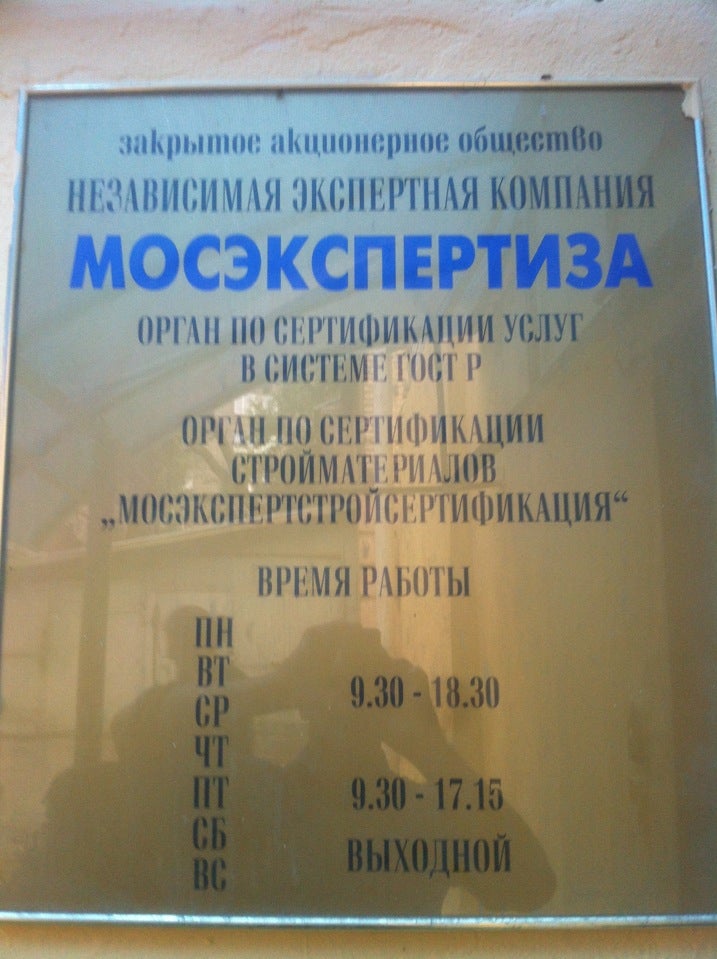 закрытое акционерное общество
НЕЗАВИСИМАЯ ЭКСПЕРТНАЯ КОМПАНИЯ
МОСЭКСПЕРТИЗА
ОРГАН ПО СЕРТИФИКАЦИИ УСЛУГ
В СИСТЕМЕ ГОСТ Р
ОРГАН ПО СЕРТИФИКАЦИИ
СТРОЙМАТЕРИАЛОВ
„МОСЭКСПЕРТСТРОЙСЕРТИФИКАЦИЯ“
ВРЕМЯ РАБОТЫ
ПН
ВТ
СР
ЧТ
9.30 - 18.30
ПТ 9.30 - 17.15
СБ
ВС
ВЫХОДНОЙ